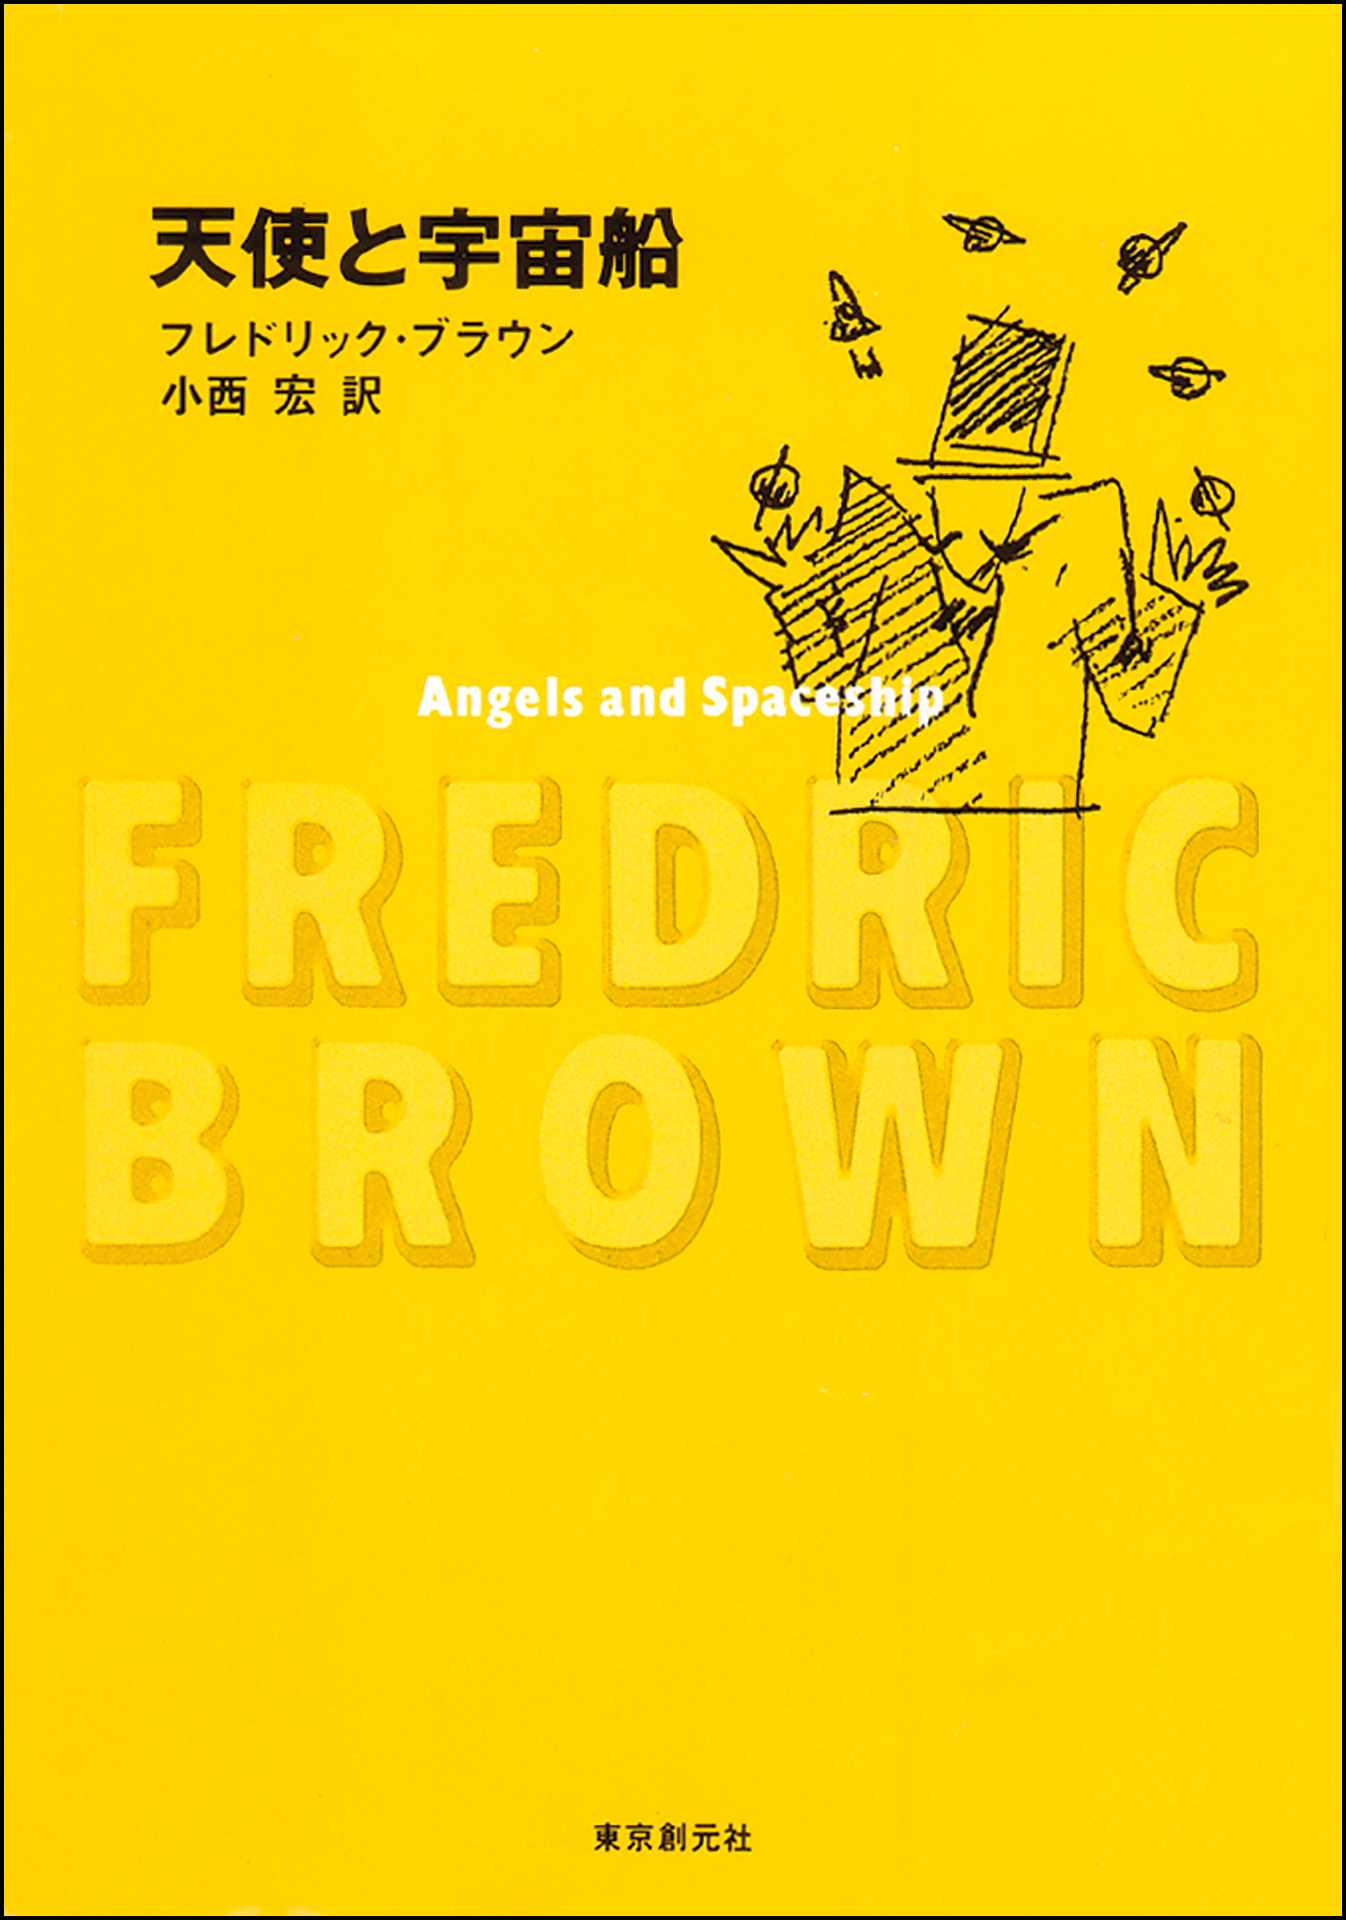 天使と宇宙船
フレドリック・ブラウン
小西 宏 訳
Angels and Spaceship
FREDRIC
BROWN
東京創元社